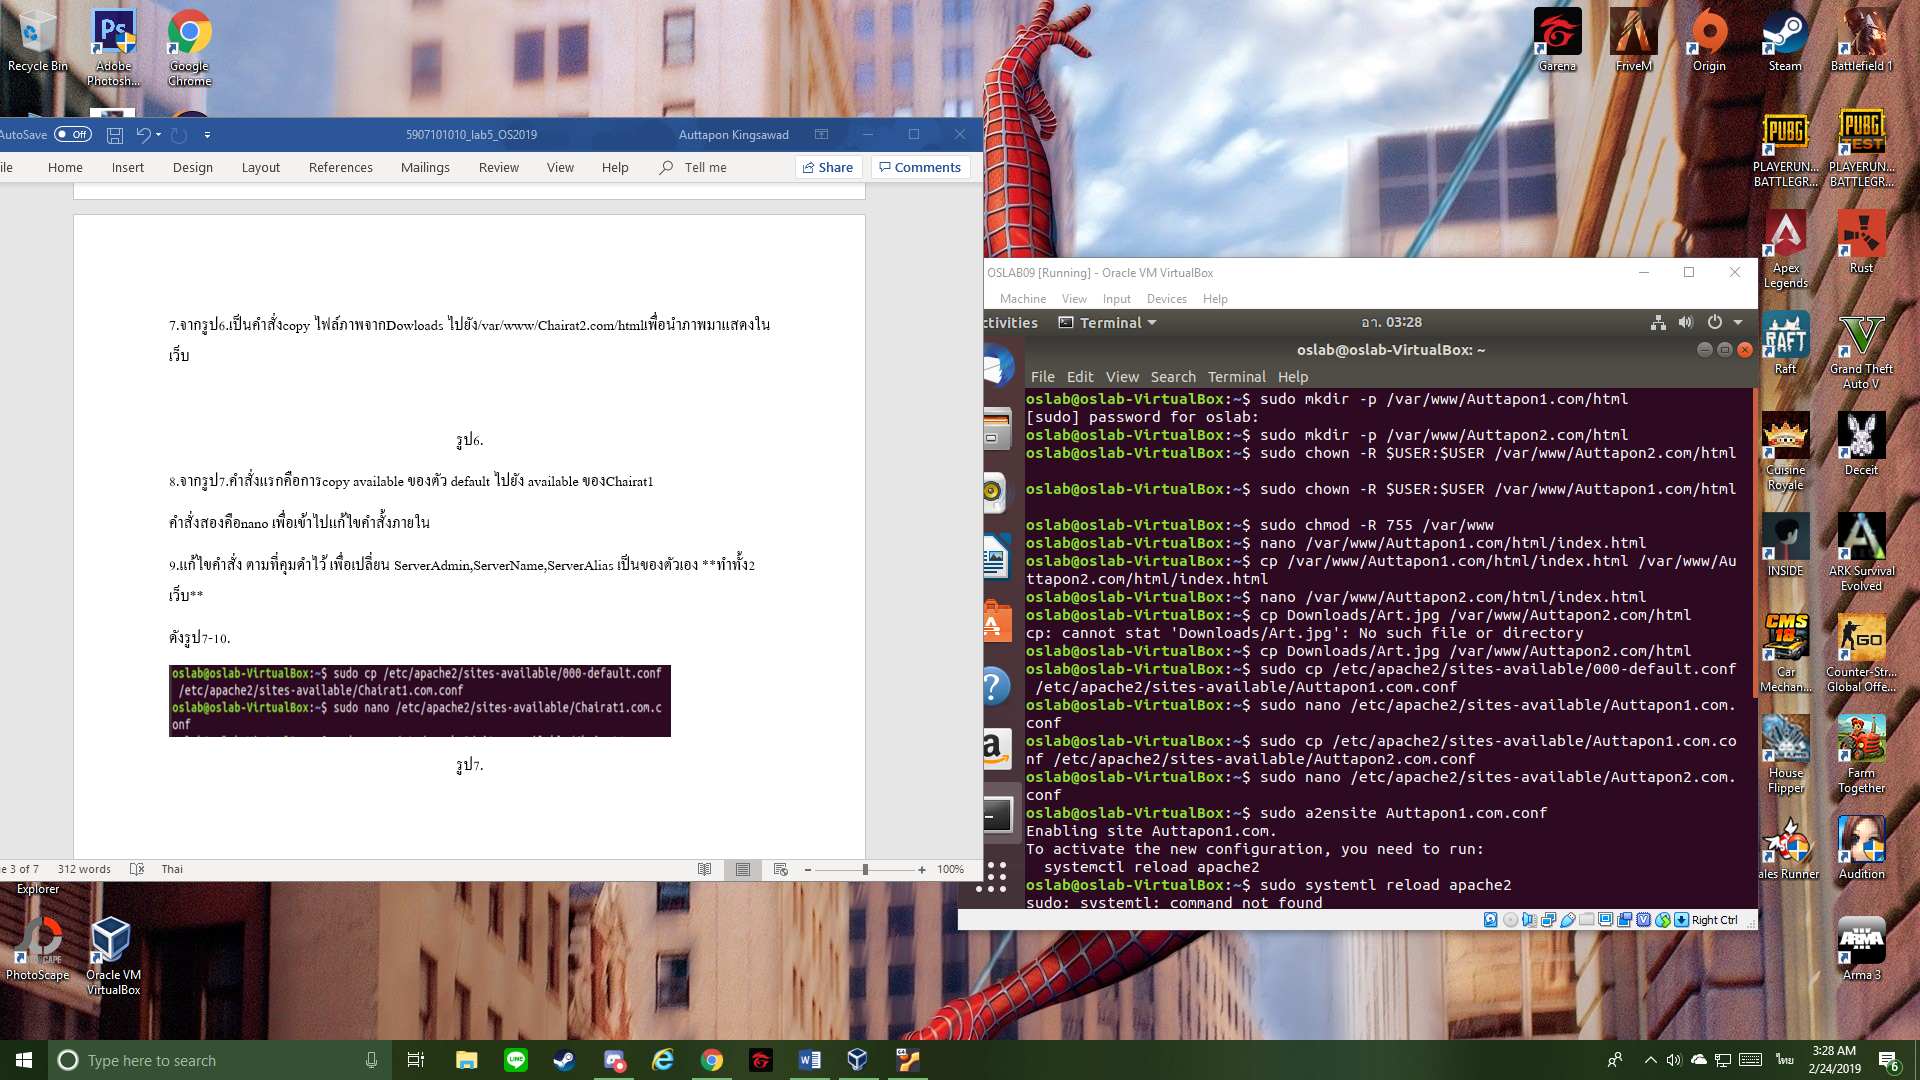 Recycle Bin
Adobe Photosh...
Google Chrome
Garena
FriveM
Origin
Steam
Battlefield 1
PLAYERUN... BATTLEGR...
PLAYERUN... BATTLEGR...
Apex Legends
Rust
Raft
Grand Theft Auto V
Cuisine Royale
Deceit
INSIDE
ARK Survival Evolved
Car Mechan...
Counter-Str... Global Offe...
House Flipper
Farm Together
ales Runner
Audition
Arma 3
AutoSave Off
5907101010_lab5_OS2019
Auttapon Kingsawad
ile Home Insert Design Layout References Mailings Review View Help Tell me Share Comments
7.จากรูป6.เป็นคำสั่งcopy ไฟล์ภาพจากDowloads ไปยัง/var/www/Chairat2.com/htmlเพื่อนำภาพมาแสดงใน
เว็บ
รูป6.
8.จากรูป7.คำสั่งแรกคือการcopy available ของตัว default ไปยัง available ของChairat1
คำสั่งสองคือnano เพื่อเข้าไปแก้ไขคำสั้งภายใน
9.แก้ไขคำสั่ง ตามที่คุมดำไว้ เพื่อเปลี่ยน ServerAdmin,ServerName,ServerAlias เป็นของตัวเอง **ทำทั้ง2
เว็บ**
ดังรูป7-10.
oslab@oslab-VirtualBox:~$ sudo cp /etc/apache2/sites-available/000-default.conf
/etc/apache2/sites-available/Chairat1.com.conf
oslab@oslab-VirtualBox:~$ sudo nano /etc/apache2/sites-available/Chairat1.com.c
onf
รูป7.
e 3 of 7 312 words Thai 100%
OSLAB09 [Running] - Oracle VM VirtualBox
Machine View Input Devices Help
ctivities Terminal อา. 03:28
oslab@oslab-VirtualBox: ~
File Edit View Search Terminal Help
oslab@oslab-VirtualBox:~$ sudo mkdir -p /var/www/Auttapon1.com/html
[sudo] password for oslab:
oslab@oslab-VirtualBox:~$ sudo mkdir -p /var/www/Auttapon2.com/html
oslab@oslab-VirtualBox:~$ sudo chown -R $USER:$USER /var/www/Auttapon2.com/html
oslab@oslab-VirtualBox:~$ sudo chown -R $USER:$USER /var/www/Auttapon1.com/html
oslab@oslab-VirtualBox:~$ sudo chmod -R 755 /var/www
oslab@oslab-VirtualBox:~$ nano /var/www/Auttapon1.com/html/index.html
oslab@oslab-VirtualBox:~$ cp /var/www/Auttapon1.com/html/index.html /var/www/Au
ttapon2.com/html/index.html
oslab@oslab-VirtualBox:~$ nano /var/www/Auttapon2.com/html/index.html
oslab@oslab-VirtualBox:~$ cp Downloads/Art.jpg /var/www/Auttapon2.com/html
cp: cannot stat 'Downloads/Art.jpg': No such file or directory
oslab@oslab-VirtualBox:~$ cp Downloads/Art.jpg /var/www/Auttapon2.com/html
oslab@oslab-VirtualBox:~$ sudo cp /etc/apache2/sites-available/000-default.conf
/etc/apache2/sites-available/Auttapon1.com.conf
oslab@oslab-VirtualBox:~$ sudo nano /etc/apache2/sites-available/Auttapon1.com.
conf
oslab@oslab-VirtualBox:~$ sudo cp /etc/apache2/sites-available/Auttapon1.com.co
nf /etc/apache2/sites-available/Auttapon2.com.conf
oslab@oslab-VirtualBox:~$ sudo nano /etc/apache2/sites-available/Auttapon2.com.
conf
oslab@oslab-VirtualBox:~$ sudo a2ensite Auttapon1.com.conf
Enabling site Auttapon1.com.
To activate the new configuration, you need to run:
systemctl reload apache2
oslab@oslab-VirtualBox:~$ sudo systemtl reload apache2
sudo: systemtl: command not found
Right Ctrl
Explorer
PhotoScape
Oracle VM VirtualBox
Type here to search
ไทย
3:28 AM
2/24/2019
6